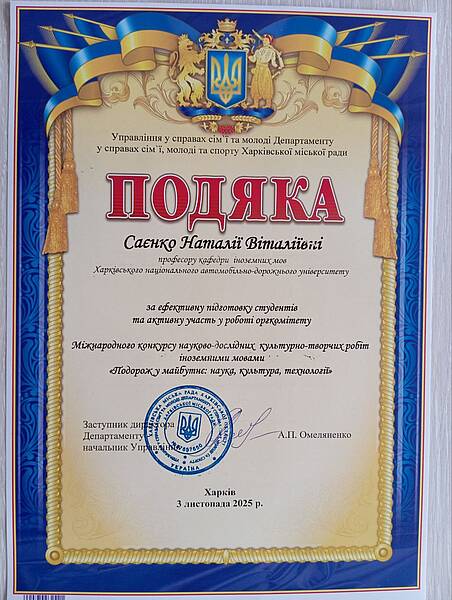 Управління у справах сім`ї та молоді Департаменту
у справах сім`ї, молоді та спорту Харківської міської ради
ПОДЯКА
Саєнко Наталії Віталіївні
професору кафедри іноземних мов
Харківського національного автомобільно-дорожнього університету
за ефективну підготовку студентів
та активну участь у роботі оргкомітету
Міжнародного конкурсу науково-дослідних культурно-творчих робіт
іноземними мовами
«Подорож у майбутнє: наука, культура, технології»
Заступник директора
Департаменту
начальник Управління
А.П. Омеляненко
УКРАЇНА
Харків
3 листопада 2025 р.